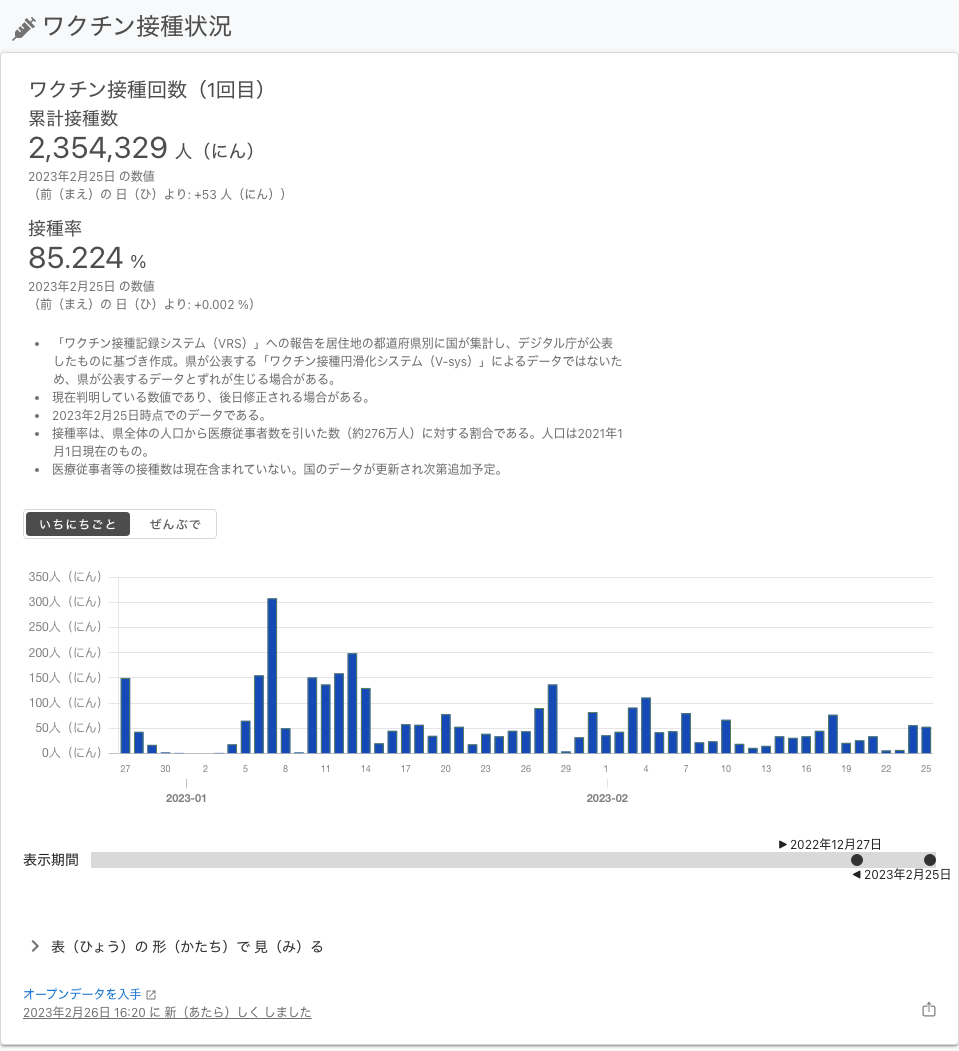 ワクチン接種状況
ワクチン接種回数（1回目）
累計接種数
2,354,329 人（にん）
2023年2月25日 の数値
（前（まえ）の 日（ひ）より: +53 人（にん））
接種率
85.224 %
2023年2月25日 の数値
（前（まえ）の 日（ひ）より: +0.002 %）
• 「ワクチン接種記録システム（VRS）」への報告を居住地の都道府県別に国が集計し、デジタル庁が公表
したものに基づき作成。県が公表する「ワクチン接種円滑化システム（V-sys）」によるデータではないた
め、県が公表するデータとずれが生じる場合がある。
• 現在判明している数値であり、後日修正される場合がある。
• 2023年2月25日時点でのデータである。
• 接種率は、県全体の人口から医療従事者数を引いた数（約276万人）に対する割合である。人口は2021年1
月1日現在のもの。
• 医療従事者等の接種数は現在含まれていない。国のデータが更新され次第追加予定。
いちにちごと ぜんぶで
350人（にん）
300人（にん）
250人（にん）
200人（にん）
150人（にん）
100人（にん）
50人（にん）
0人（にん）
27 30 2 5 8 11 14 17 20 23 26 29 1 4 7 10 13 16 19 22 25
2023-01 2023-02
▶ 2022年12月27日
表示期間
◀ 2023年2月25日
表（ひょう）の 形（かたち）で 見（み）る
オープンデータを入手
2023年2月26日 16:20 に 新（あたら）しく しました